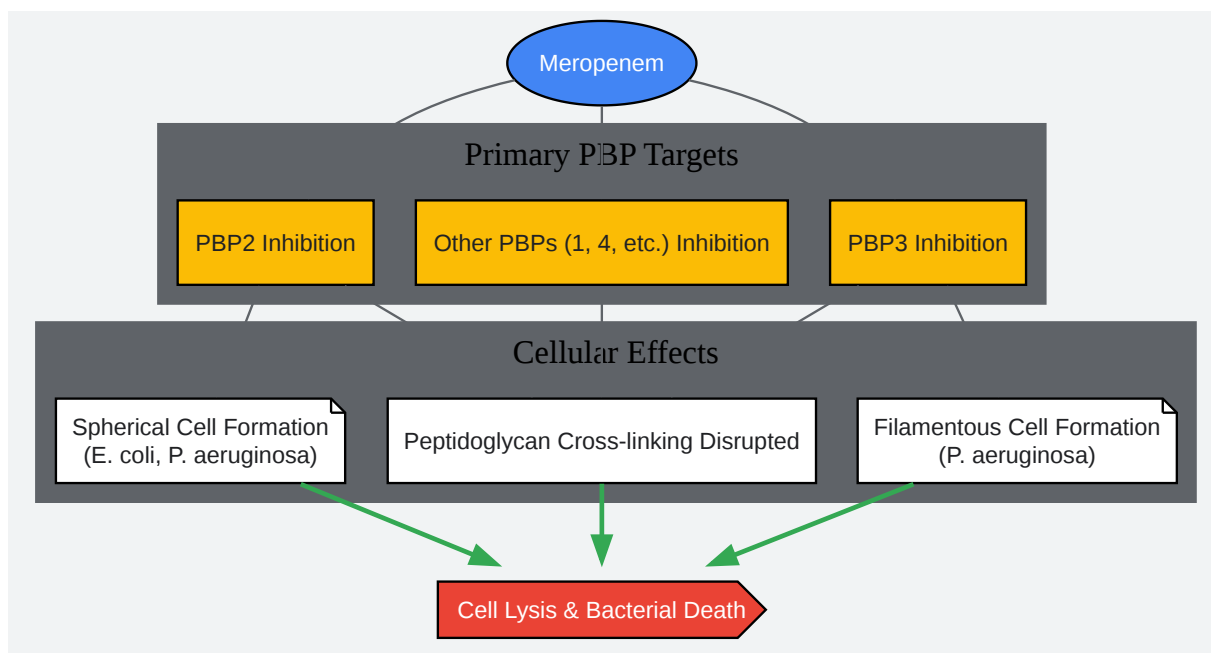 Meropenem
Primary PBP Targets
PBP2 Inhibition
Other PBPs (1, 4, etc.) Inhibition
PBP3 Inhibition
Cellular Effects
Spherical Cell Formation
(E. coli, P. aeruginosa)
Peptidoglycan Cross-linking Disrupted
Filamentous Cell Formation
(P. aeruginosa)
Cell Lysis & Bacterial Death